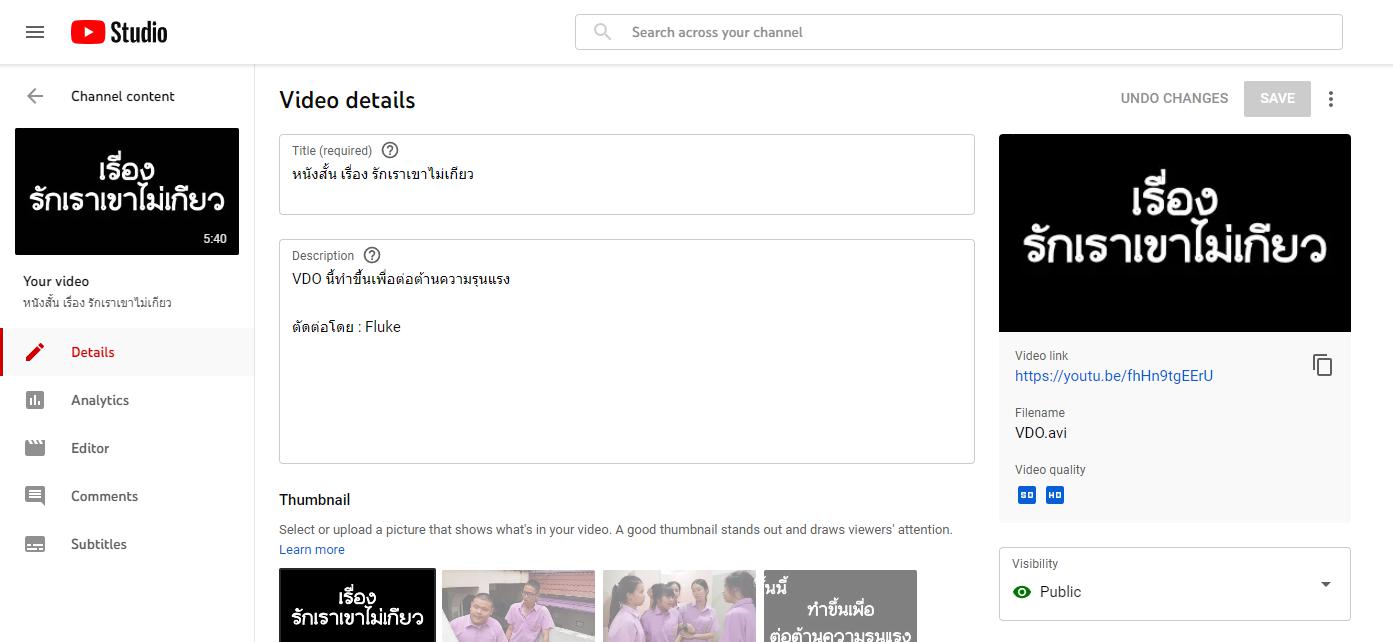 Studio
Search across your channel
Channel content
เรื่อง
รักเราเขาไม่เกี่ยว
5:40
Your video
หนังสั้น เรื่อง รักเราเขาไม่เกี่ยว
Details
Analytics
Editor
Comments
Subtitles
Video details
UNDO CHANGES
SAVE
Title (required)
หนังสั้น เรื่อง รักเราเขาไม่เกี่ยว
Description
VDO นี้ทำขึ้นเพื่อต่อต้านความรุนแรง
ตัดต่อโดย : Fluke
Thumbnail
Select or upload a picture that shows what's in your video. A good thumbnail stands out and draws viewers' attention.
Learn more
เรื่อง
รักเราเขาไม่เกี่ยว
ั้นนี้
ทำขึ้นเพื่อ
ต่อต้านความรุนแรง
เรื่อง
รักเราเขาไม่เกี่ยว
Video link
https://youtu.be/fhHn9tgEErU
Filename
VDO.avi
Video quality
SD HD
Visibility
Public